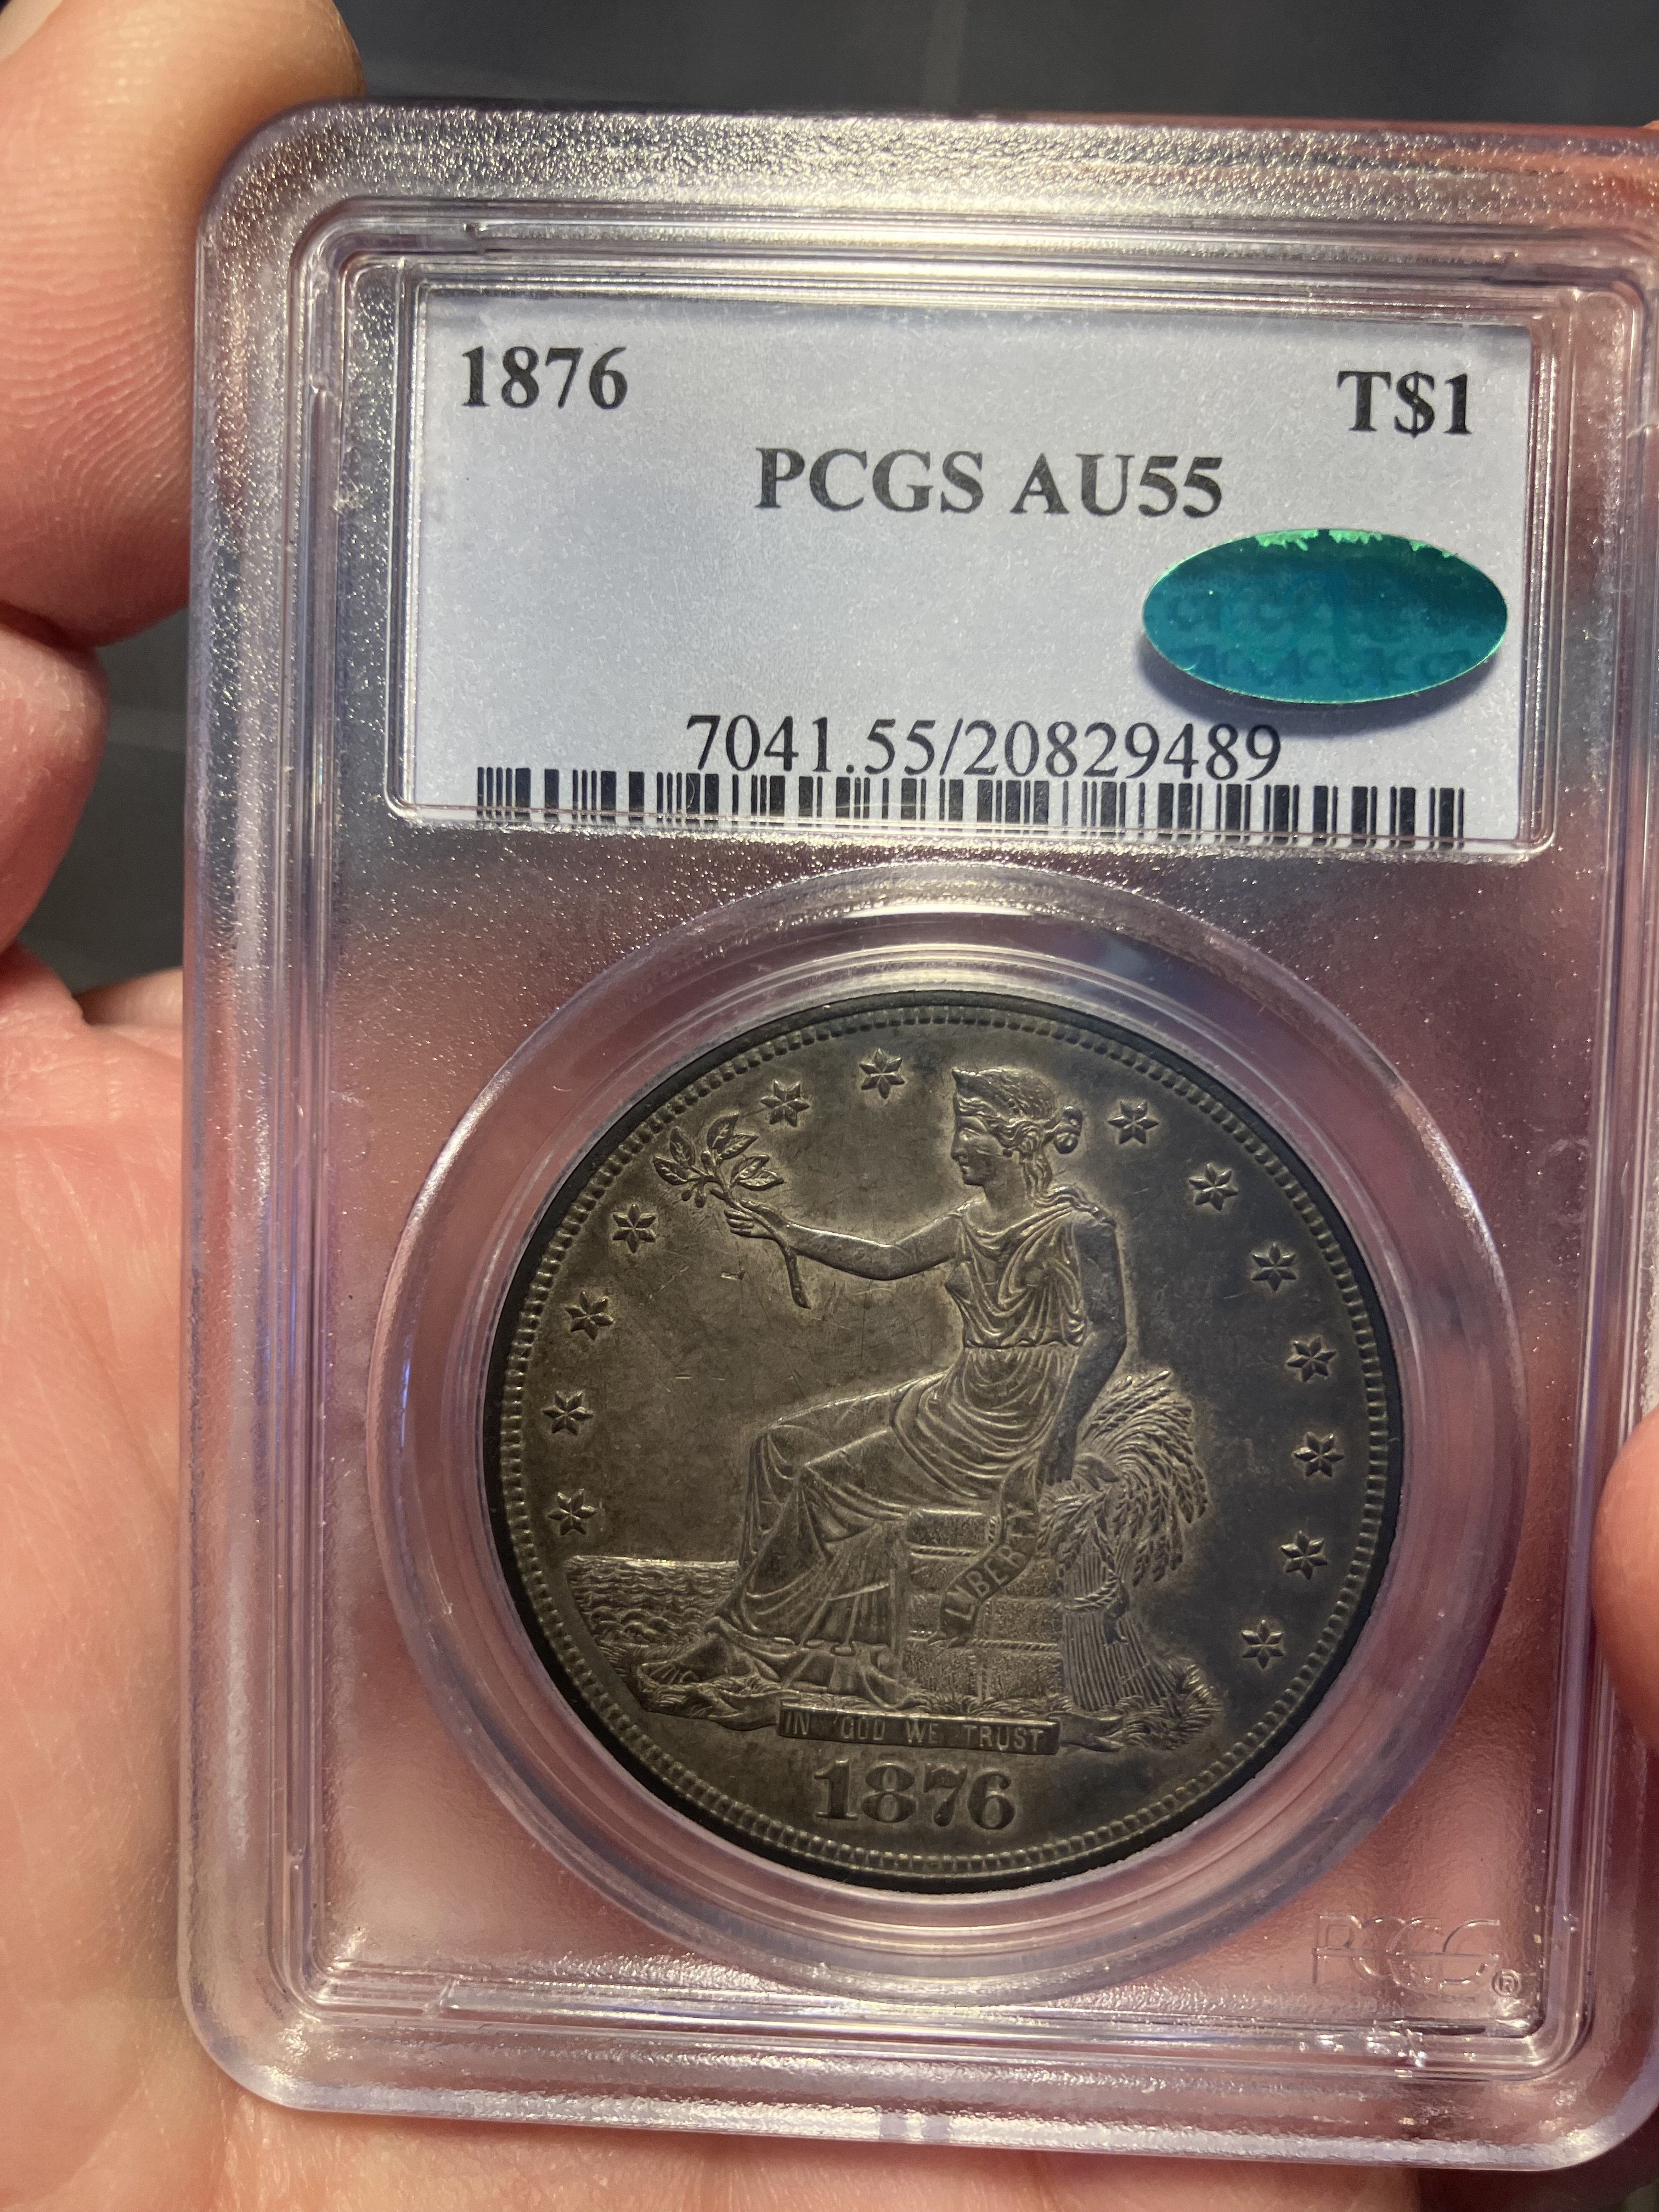 1876 T$1
PCGS AU55
7041.55/20829489
LIBERTY
IN GOD WE TRUST
1876
PCGS ®